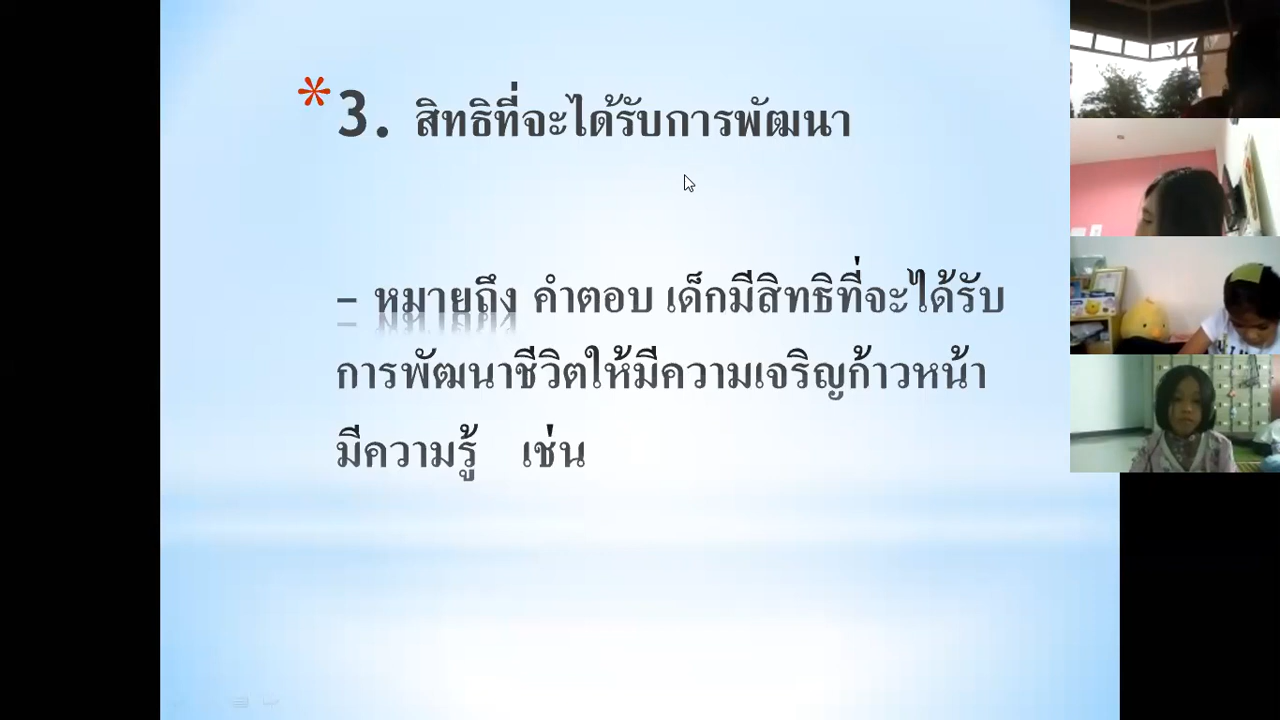 * 3. สิทธิที่จะได้รับการพัฒนา
– หมายถึง คำตอบ เด็กมีสิทธิที่จะได้รับ
การพัฒนาชีวิตให้มีความเจริญก้าวหน้า
มีความรู้ เช่น